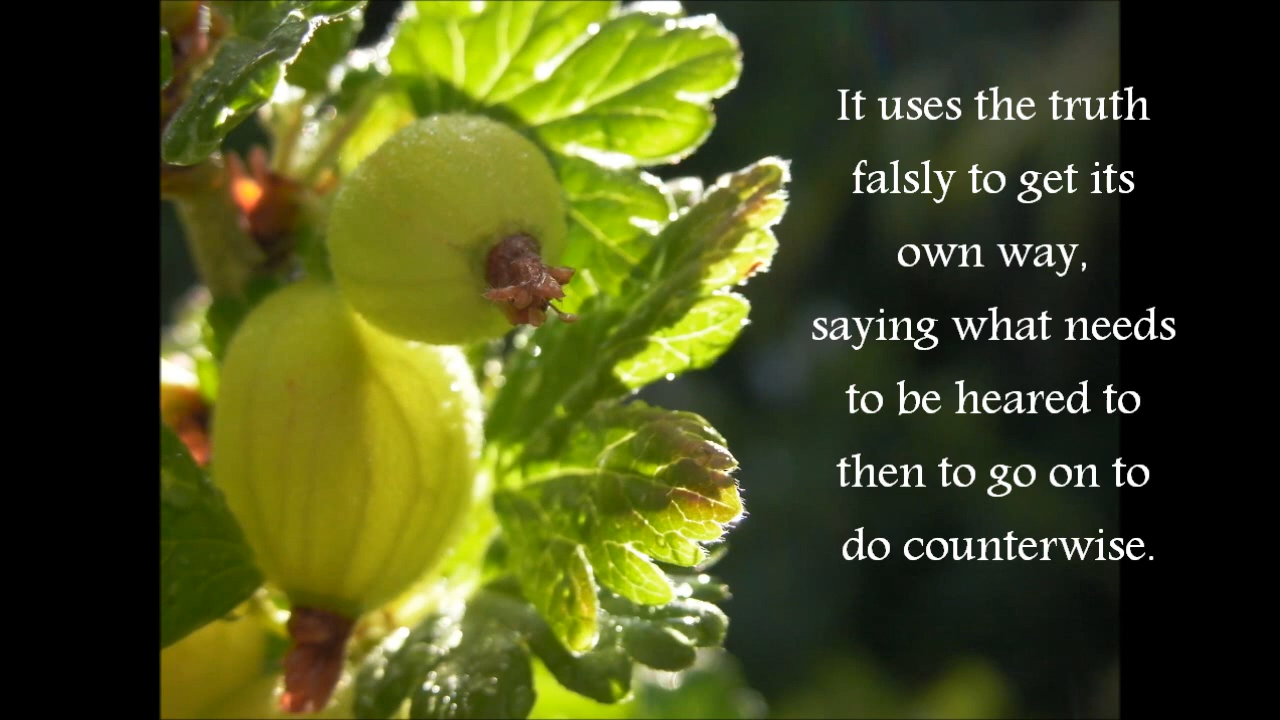 It uses the truth
falsly to get its
own way,
saying what needs
to be heared to
then to go on to
do counterwise.